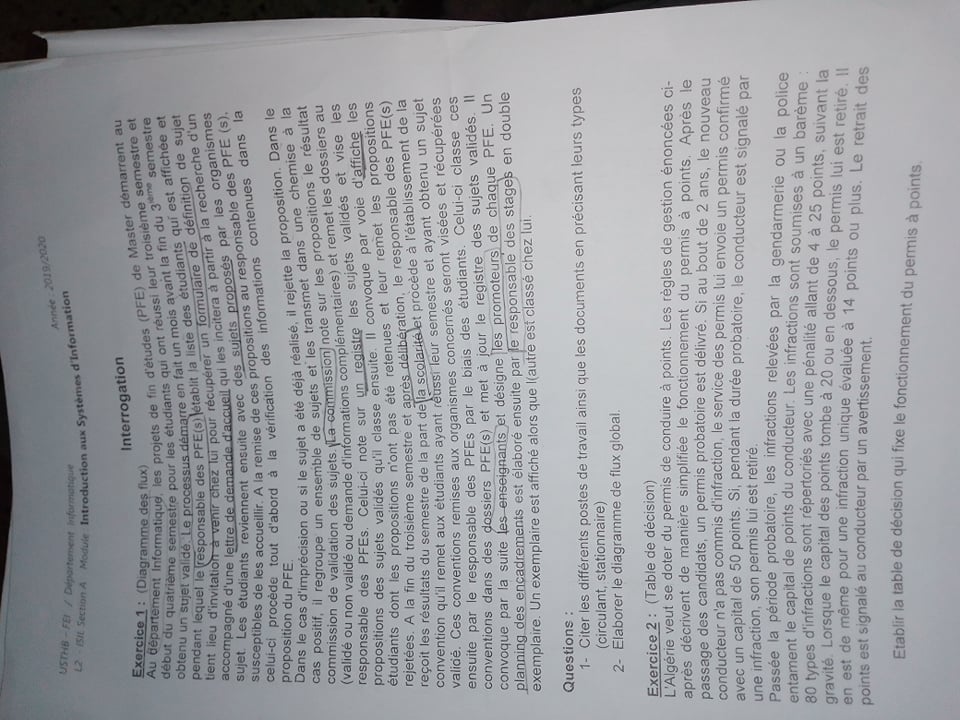 Année : 2019/2020
USTHB – FEI / Département Informatique
L2 - ISIL Section A Module : Introduction aux Systèmes d'Information
Interrogation
Exercice 1 : (Diagramme des flux)
Au département Informatique, les projets de fin d'études (PFE) de Master démarrent au
début du quatrième semestre pour les étudiants qui ont réussi leur troisième semestre et
obtenu un sujet validé. Le processus démarre en fait un mois avant la fin du 3ième semestre
pendant lequel le responsable des PFE(s) établit la liste des étudiants qui est affichée et
tient lieu d'invitation à venir chez lui pour récupérer un formulaire de définition de sujet
accompagné d'une lettre de demande d'accueil qui les incitera à partir à la recherche d'un
sujet. Les étudiants reviennent ensuite avec des sujets proposés par les organismes
susceptibles de les accueillir. A la remise de ces propositions au responsable des PFE (s),
celui-ci procède tout d'abord à la vérification des informations contenues dans la
proposition du PFE.
Dans le cas d'imprécision ou si le sujet a été déjà réalisé, il rejette la proposition. Dans le
cas positif, il regroupe un ensemble de sujets et les transmet dans une chemise à la
commission de validation des sujets. La commission note sur les propositions le résultat
(validé ou non validé ou demande d'informations complémentaires) et remet les dossiers au
responsable des PFEs. Celui-ci note sur un registre les sujets validés et vise les
propositions des sujets validés qu'il classe ensuite. Il convoque par voie d'affiche les
étudiants dont les propositions n'ont pas été retenues et leur remet les propositions
rejetées. A la fin du troisième semestre et après délibération, le responsable des PFE(s)
reçoit les résultats du semestre de la part de la scolarité et procède à l'établissement de la
convention qu'il remet aux étudiants ayant réussi leur semestre et ayant obtenu un sujet
validé. Ces conventions remises aux organismes concernés seront visées et récupérées
ensuite par le responsable des PFEs par le biais des étudiants. Celui-ci classe ces
conventions dans des dossiers PFE(s) et met à jour le registre des sujets validés. Il
convoque par la suite les enseignants et désigne les promoteurs de chaque PFE. Un
planning des encadrements est élaboré ensuite par le responsable des stages en double
exemplaire. Un exemplaire est affiché alors que l(autre est classé chez lui.
Questions :
1- Citer les différents postes de travail ainsi que les documents en précisant leurs types
(circulant, stationnaire)
2- Elaborer le diagramme de flux global.
Exercice 2 : (Table de décision)
L'Algérie veut se doter du permis de conduire à points. Les règles de gestion énoncées ci-
après décrivent de manière simplifiée le fonctionnement du permis à points. Après le
passage des candidats, un permis probatoire est délivré. Si au bout de 2 ans, le nouveau
conducteur n'a pas commis d'infraction, le service des permis lui envoie un permis confirmé
avec un capital de 50 points. Si, pendant la durée probatoire, le conducteur est signalé par
une infraction, son permis lui est retiré.
Passée la période probatoire, les infractions relevées par la gendarmerie ou la police
entament le capital de points du conducteur. Les infractions sont soumises à un barème :
80 types d'infractions sont répertoriés avec une pénalité allant de 4 à 25 points, suivant la
gravité. Lorsque le capital des points tombe à 20 ou en dessous, le permis lui est retiré. Il
en est de même pour une infraction unique évaluée à 14 points ou plus. Le retrait des
points est signalé au conducteur par un avertissement.
Etablir la table de décision qui fixe le fonctionnement du permis à points.